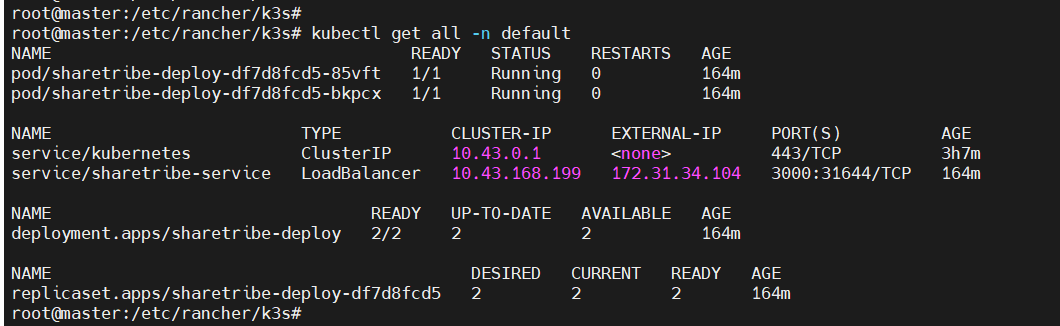 root@master:/etc/rancher/k3s#
root@master:/etc/rancher/k3s# kubectl get all -n default
NAME                                  READY   STATUS    RESTARTS   AGE
pod/sharetribe-deploy-df7d8fcd5-85vft   1/1     Running   0          164m
pod/sharetribe-deploy-df7d8fcd5-bkpcx   1/1     Running   0          164m

NAME                         TYPE           CLUSTER-IP      EXTERNAL-IP     PORT(S)          AGE
service/kubernetes           ClusterIP      10.43.0.1       <none>          443/TCP          3h7m
service/sharetribe-service   LoadBalancer   10.43.168.199   172.31.34.104   3000:31644/TCP   164m

NAME                                READY   UP-TO-DATE   AVAILABLE   AGE
deployment.apps/sharetribe-deploy   2/2     2            2           164m

NAME                                          DESIRED   CURRENT   READY   AGE
replicaset.apps/sharetribe-deploy-df7d8fcd5   2         2         2       164m
root@master:/etc/rancher/k3s#